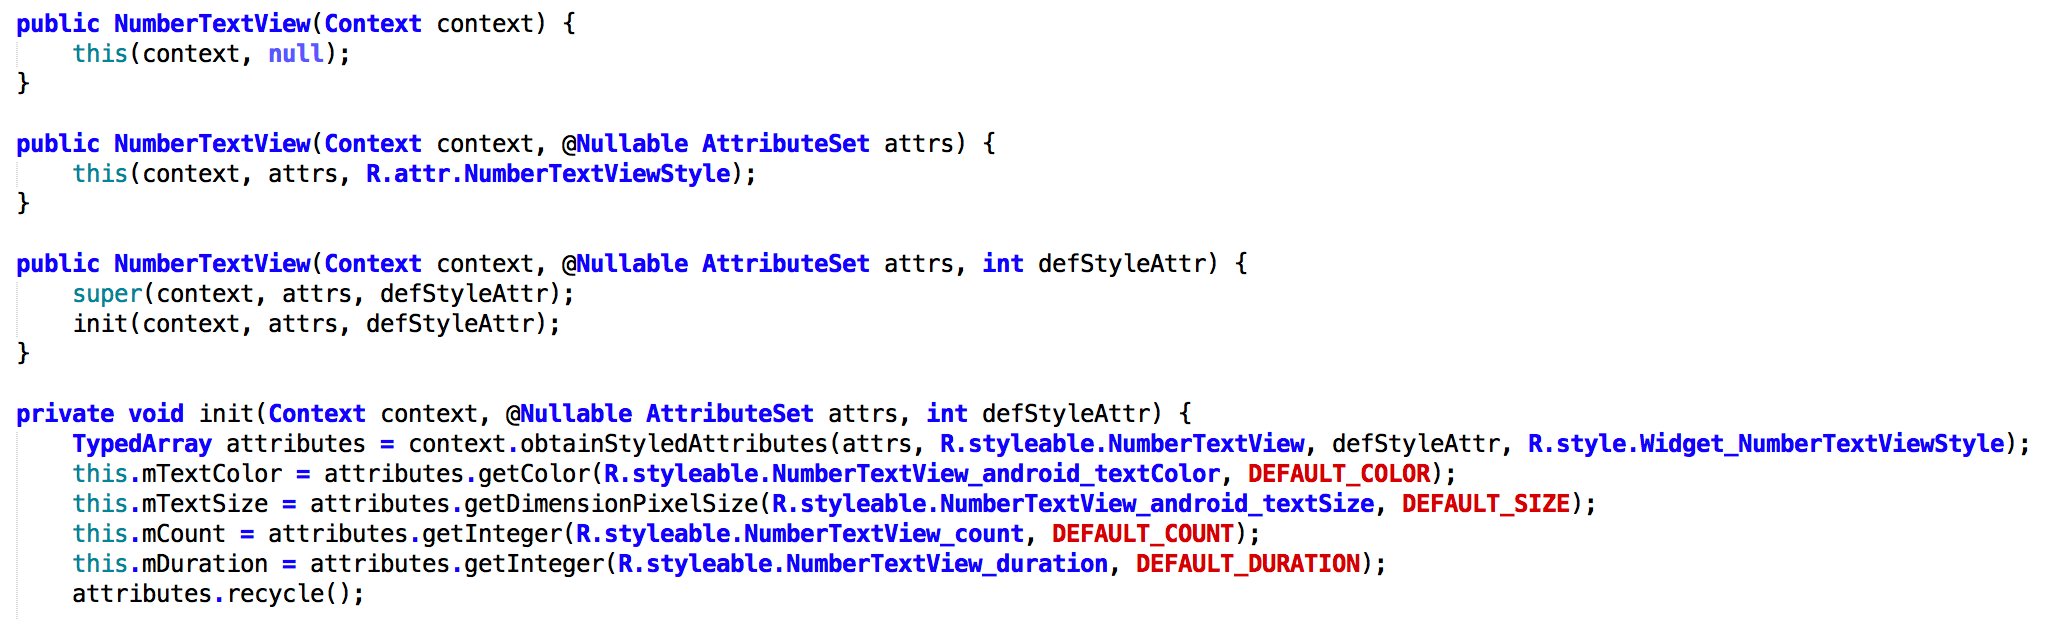 public NumberTextView(Context context) {
    this(context, null);
}

public NumberTextView(Context context, @Nullable AttributeSet attrs) {
    this(context, attrs, R.attr.NumberTextViewStyle);
}

public NumberTextView(Context context, @Nullable AttributeSet attrs, int defStyleAttr) {
    super(context, attrs, defStyleAttr);
    init(context, attrs, defStyleAttr);
}

private void init(Context context, @Nullable AttributeSet attrs, int defStyleAttr) {
    TypedArray attributes = context.obtainStyledAttributes(attrs, R.styleable.NumberTextView, defStyleAttr, R.style.Widget_NumberTextViewStyle);
    this.mTextColor = attributes.getColor(R.styleable.NumberTextView_android_textColor, DEFAULT_COLOR);
    this.mTextSize = attributes.getDimensionPixelSize(R.styleable.NumberTextView_android_textSize, DEFAULT_SIZE);
    this.mCount = attributes.getInteger(R.styleable.NumberTextView_count, DEFAULT_COUNT);
    this.mDuration = attributes.getInteger(R.styleable.NumberTextView_duration, DEFAULT_DURATION);
    attributes.recycle();